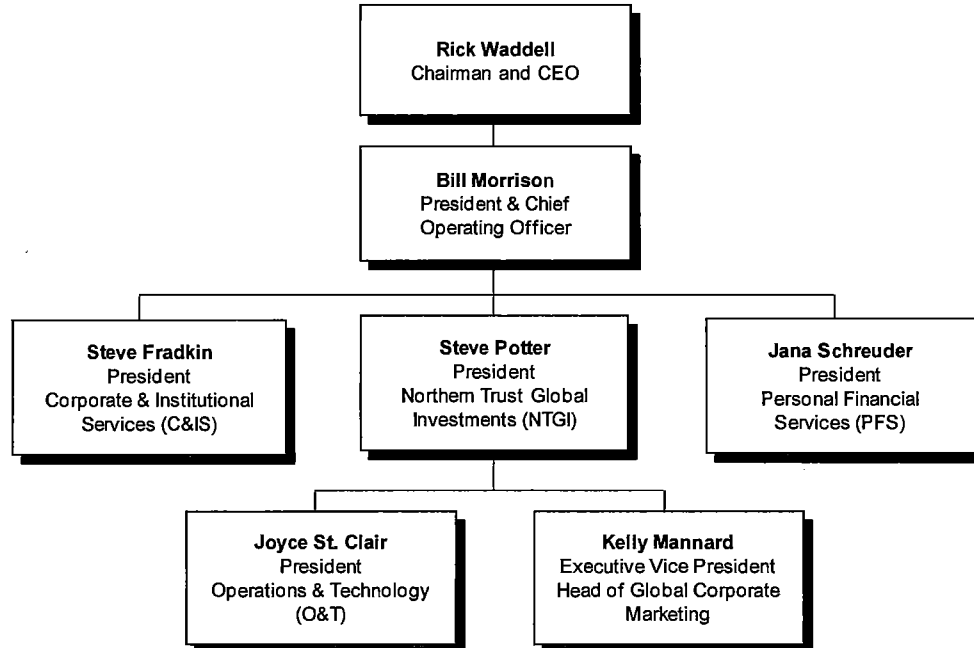 Rick Waddell
Chairman and CEO
Bill Morrison
President & Chief
Operating Officer
Steve Fradkin
President
Corporate & Institutional
Services (C&IS)
Steve Potter
President
Northern Trust Global
Investments (NTGI)
Jana Schreuder
President
Personal Financial
Services (PFS)
Joyce St. Clair
President
Operations & Technology
(O&T)
Kelly Mannard
Executive Vice President
Head of Global Corporate
Marketing